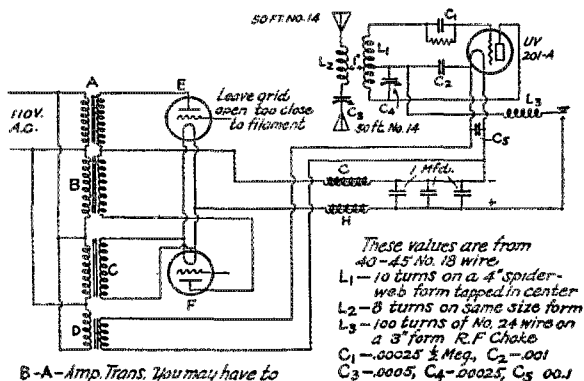 50 FT. NO. 14
C1
L1
L2
UV
201-A
C2
C4
C3
L3
50 ft. No. 14
C5
A
E
Leave grid
open too close
to filament
110V.
A.C.
B
C
1 Mfd.
H
C
F
D
These values are from
40-45 No. 18 wire
L1 — 10 turns on a 4" spider-
web form tapped in center
L2 — 8 turns on same size form
L3 — 100 turns of No. 24 wire on
a 3" form R.F. Choke
C1 — .00025 ½ Meg., C2 — .001
C3 — .0005, C4 — .00025, C5 00.1
B-A-Amp. Trans. You may have to